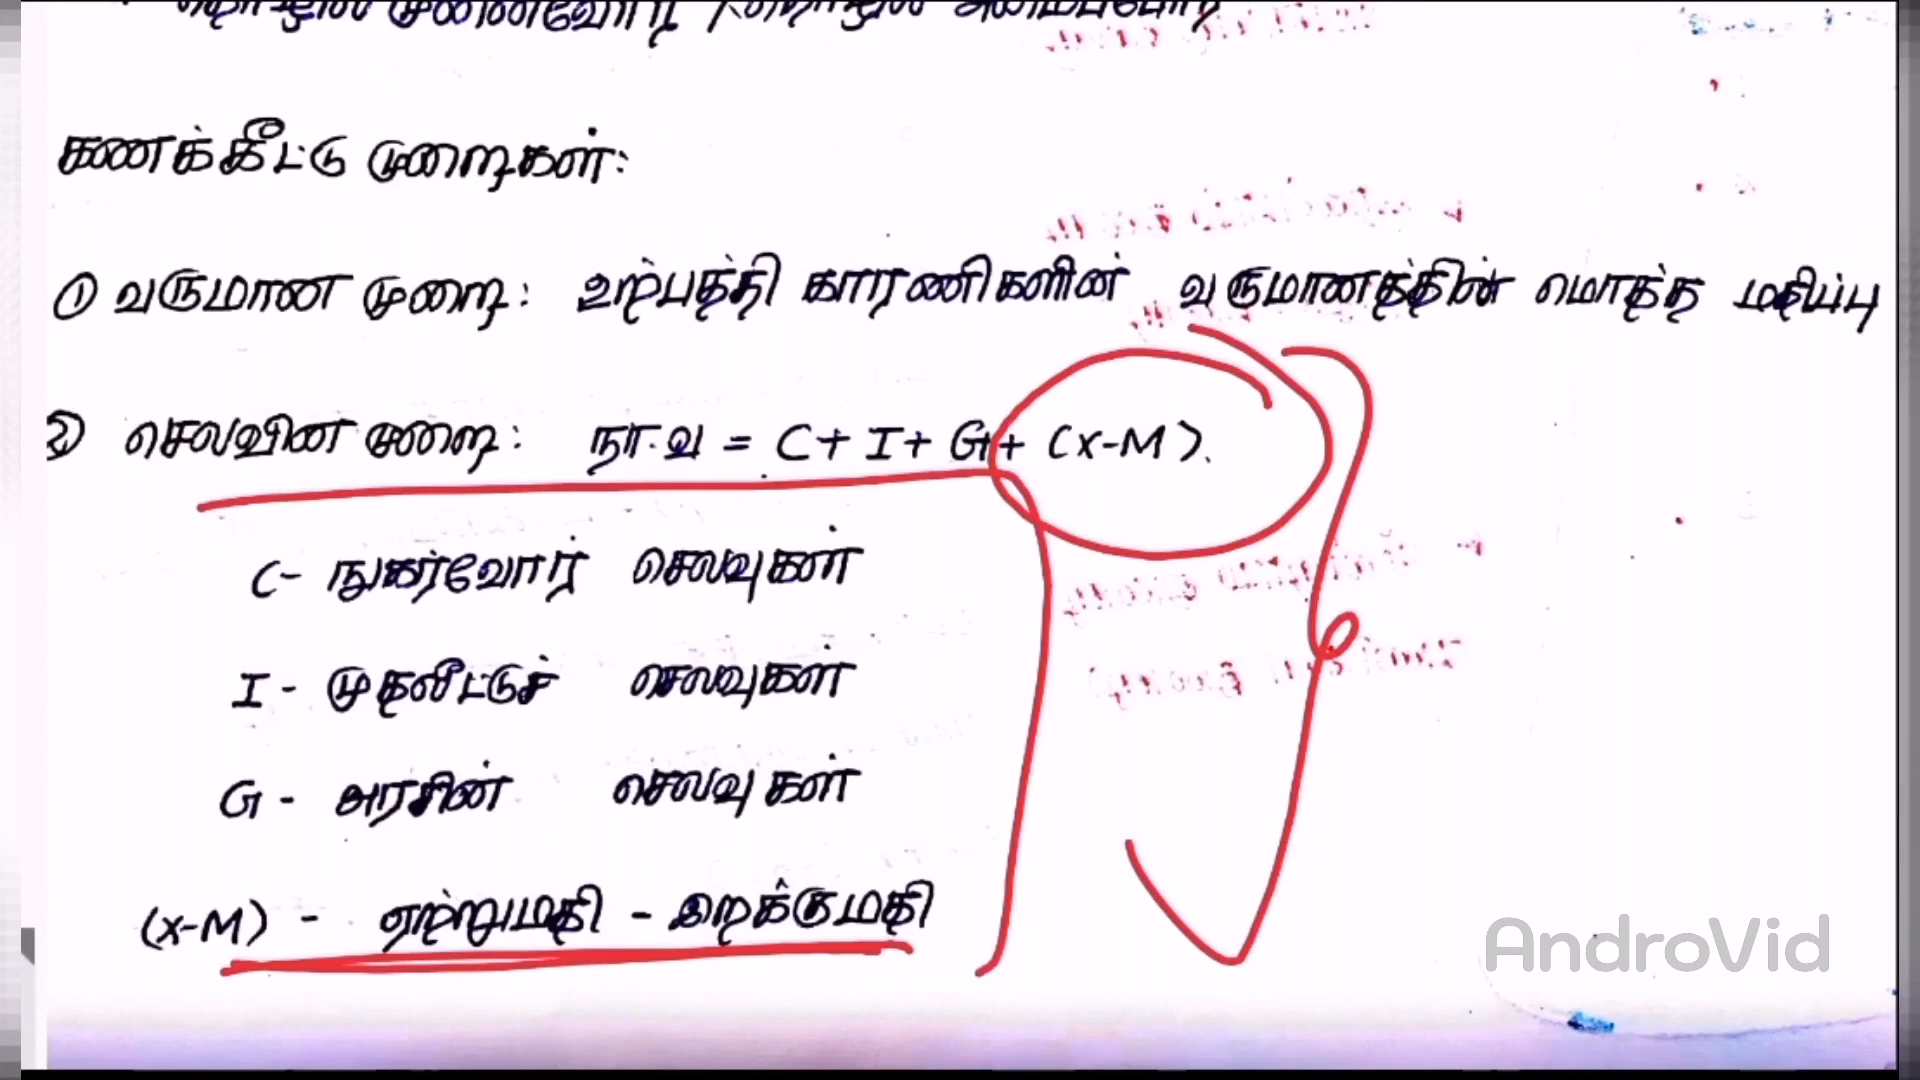 தொழில் முனைவோர் / தொழில் அமைப்போர்
கணக்கீட்டு முறைகள்:
① வருமான முறை: உற்பத்தி காரணிகளின் வருமானத்தின் மொத்த மதிப்பு
② செலவின முறை: நா.வ = C + I + G + (X-M).
C- நுகர்வோர் செலவுகள்
I - முதலீட்டுச் செலவுகள்
G - அரசின் செலவுகள்
(X-M) - ஏற்றுமதி - இறக்குமதி
AndroVid